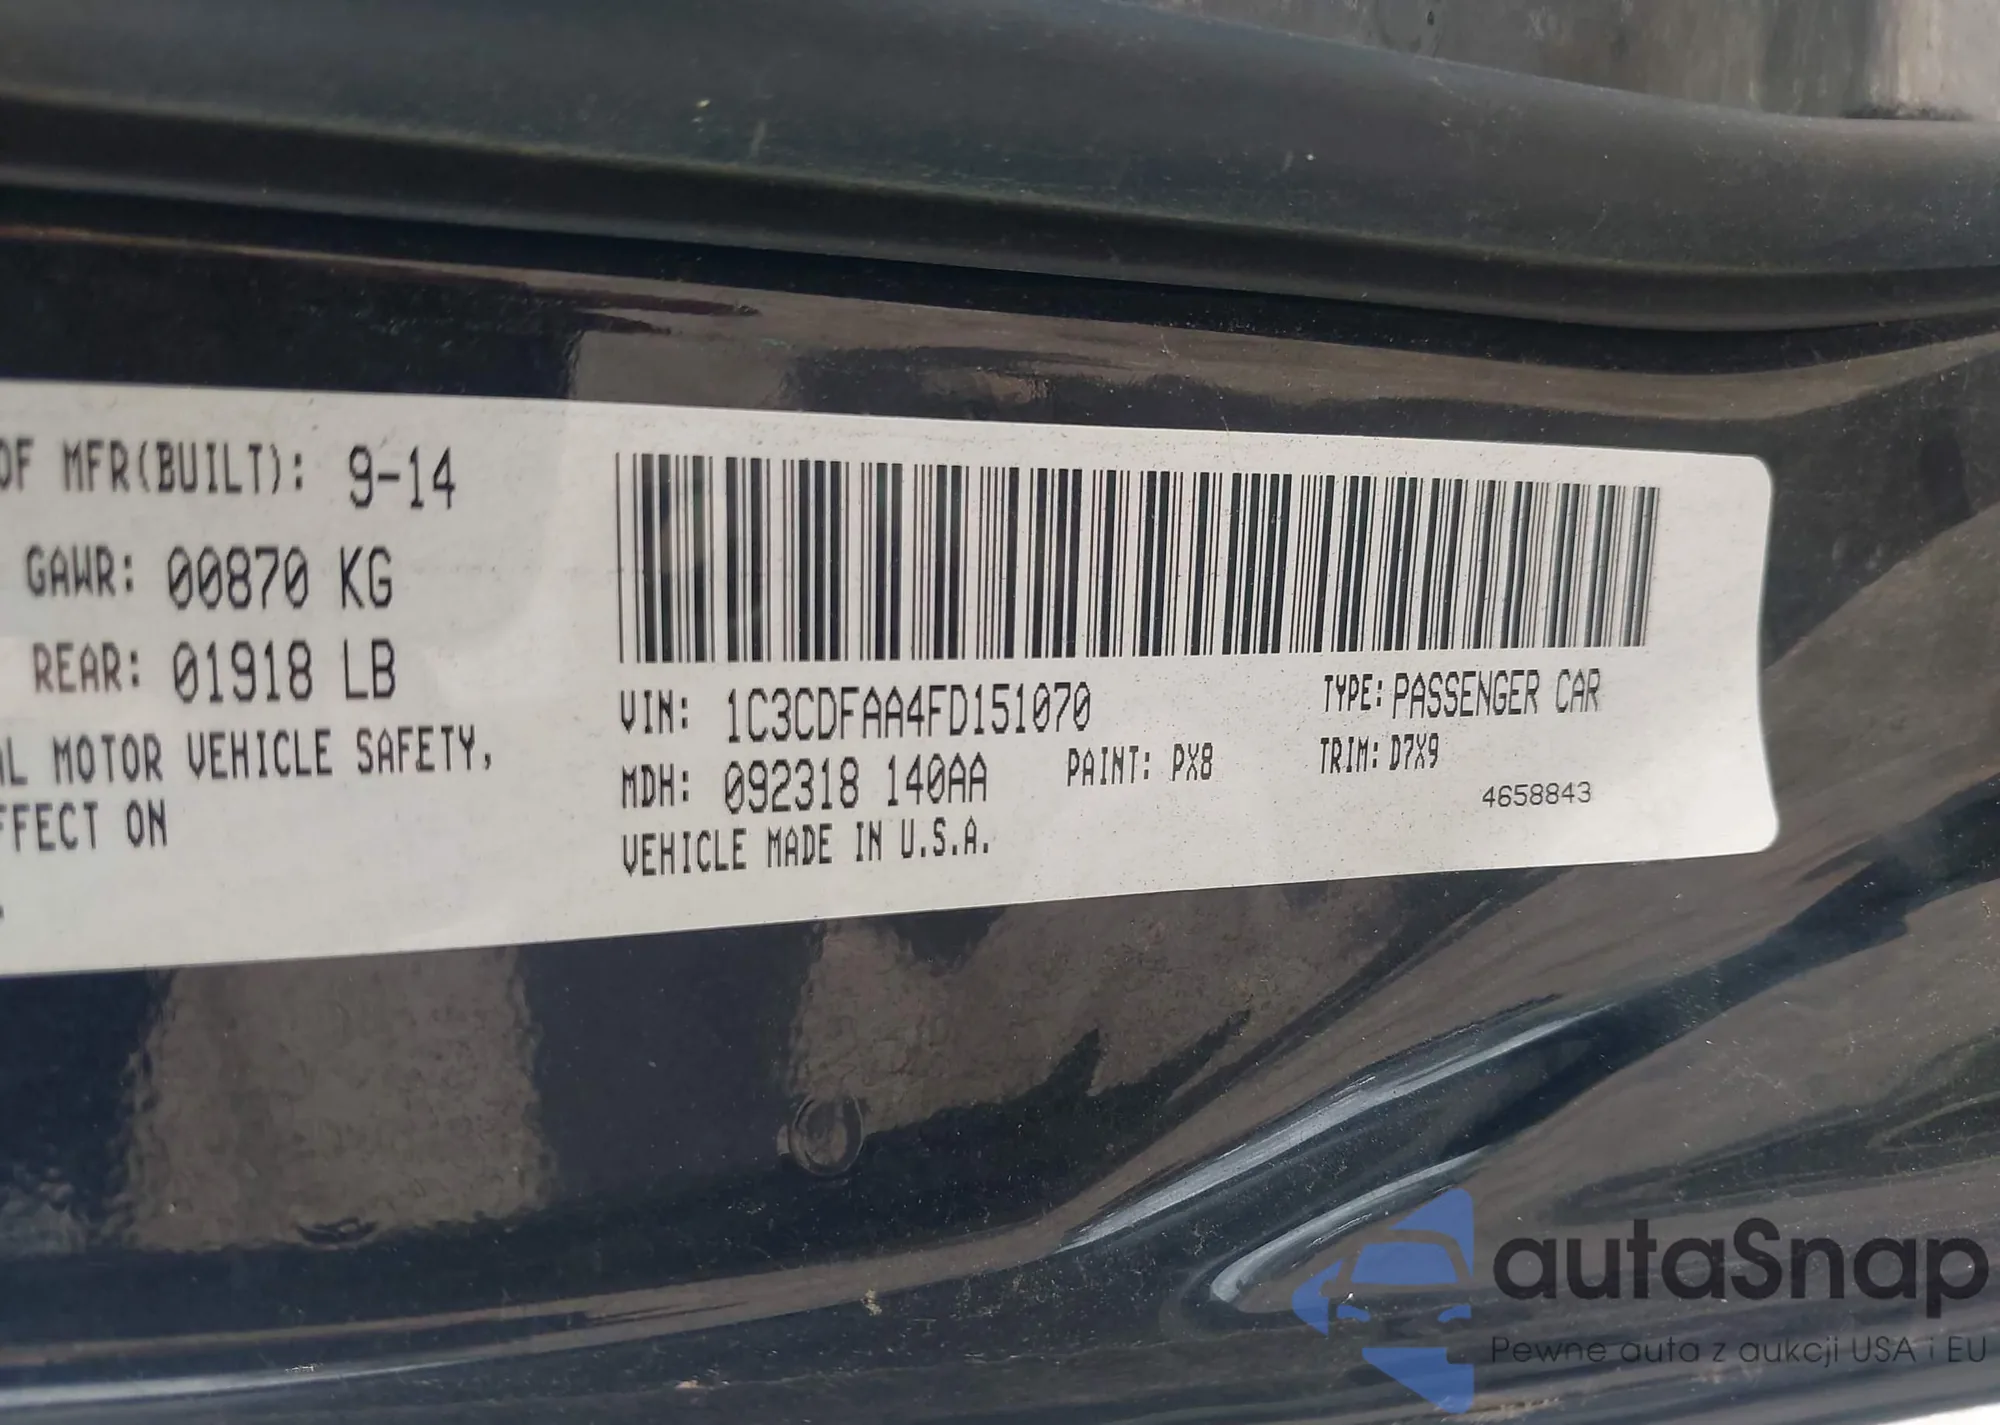 OF MFR(BUILT): 9-14
GAWR: 00870 KG
REAR: 01918 LB
AL MOTOR VEHICLE SAFETY,
FFECT ON
VIN: 1C3CDFAA4FD151070
TYPE: PASSENGER CAR
MDH: 092318 140AA
PAINT: PX8
TRIM: D7X9
VEHICLE MADE IN U.S.A.
4658843
autaSnap
Pewne auta z aukcji USA i EU